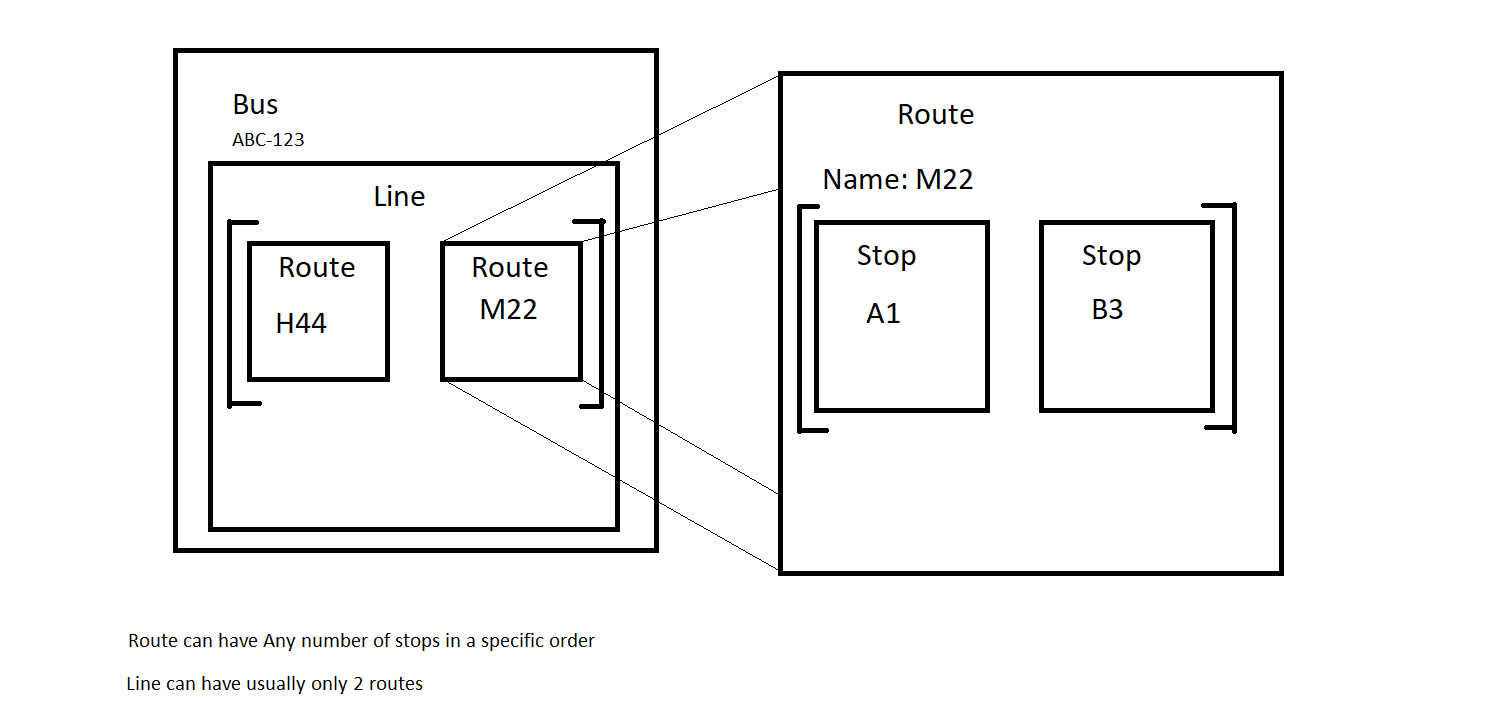 Bus
ABC-123
Line
Route
H44
Route
M22
Route
Name: M22
Stop
A1
Stop
B3
Route can have Any number of stops in a specific order
Line can have usually only 2 routes